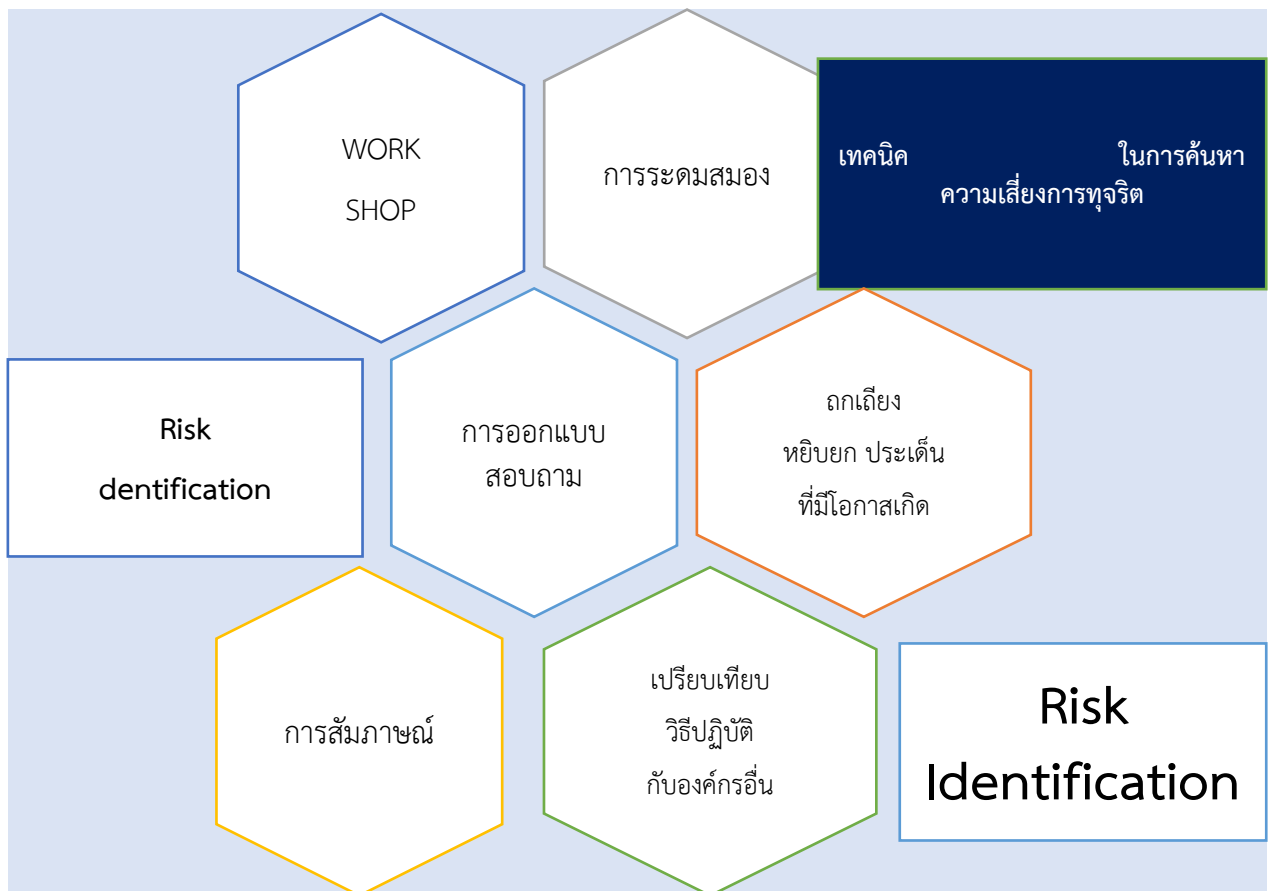 WORK
SHOP
การระดมสมอง
เทคนิค ในการค้นหา
ความเสี่ยงการทุจริต
Risk
dentification
การออกแบบ
สอบถาม
ถกเถียง
หยิบยก ประเด็น
ที่มีโอกาสเกิด
การสัมภาษณ์
เปรียบเทียบ
วิธีปฏิบัติ
กับองค์กรอื่น
Risk
Identification